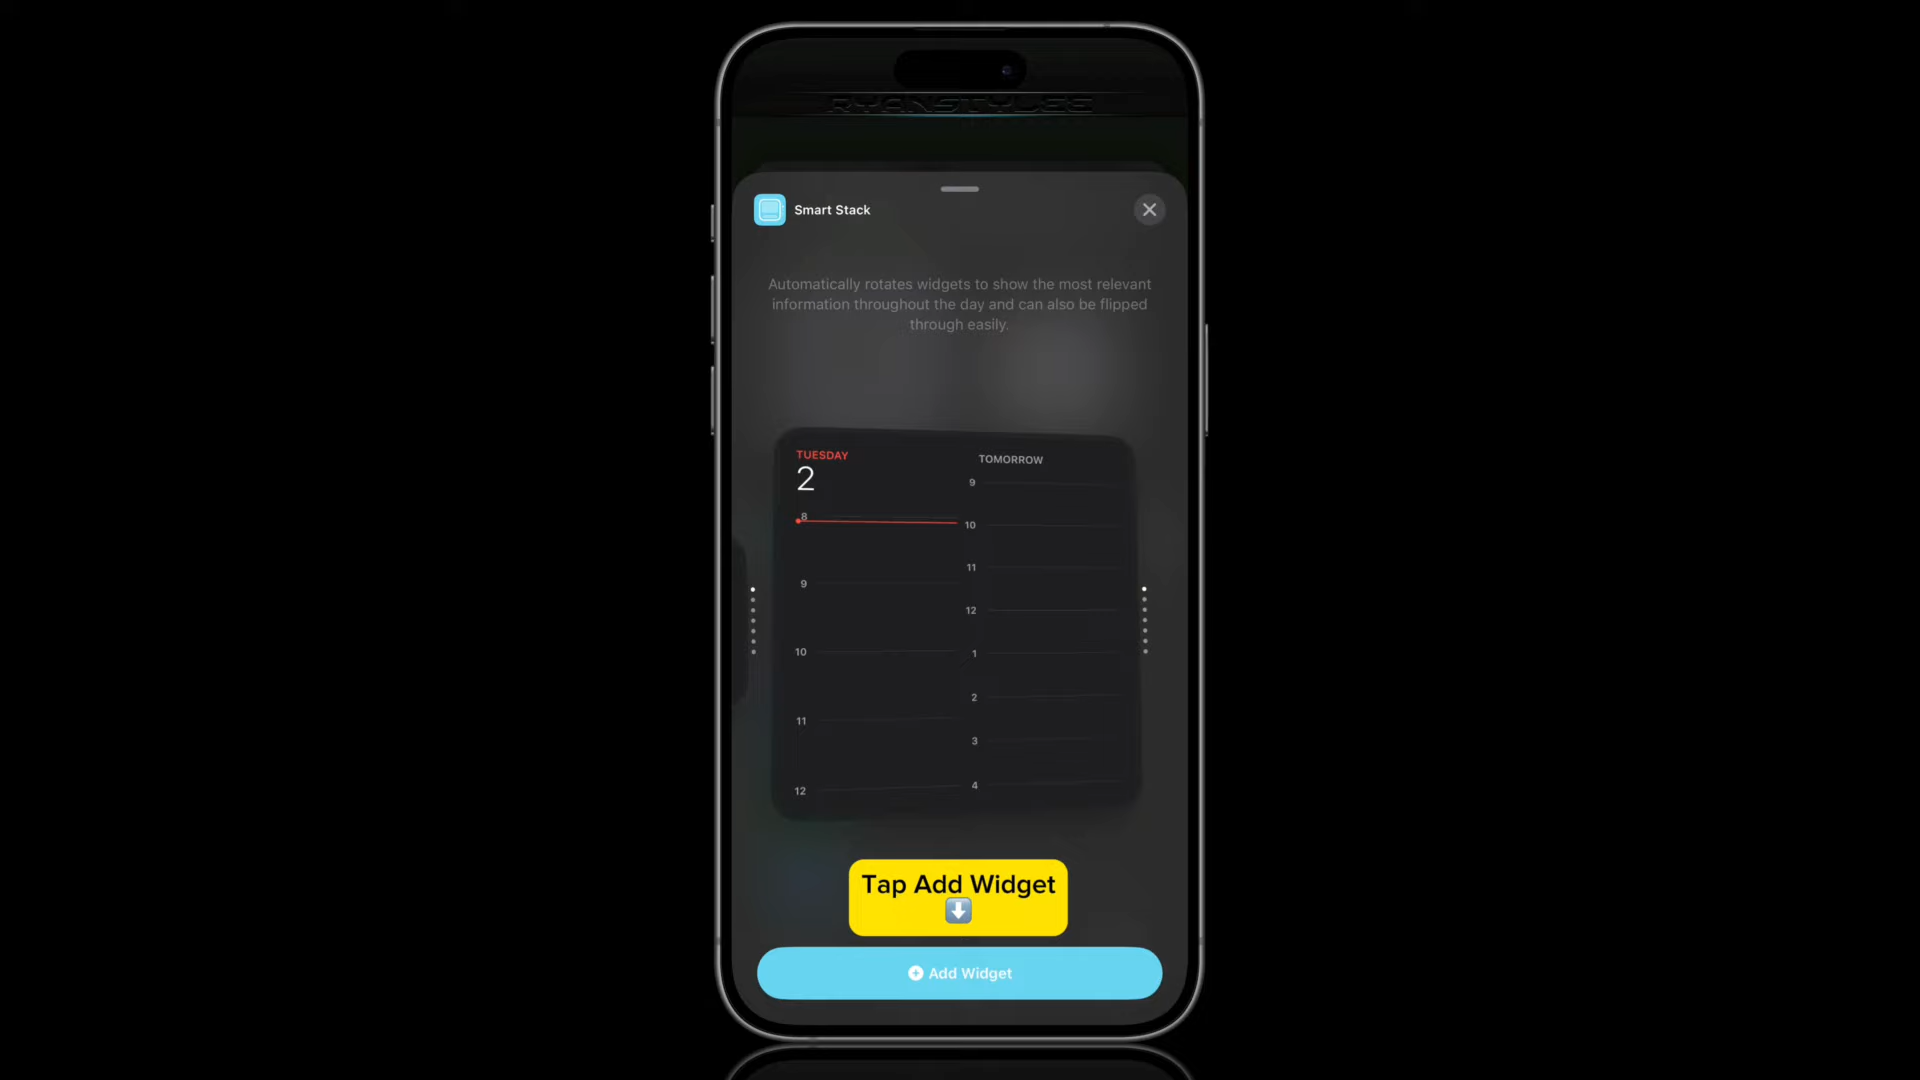 RYANSTYLEE
Smart Stack
Automatically rotates widgets to show the most relevant
information throughout the day and can also be flipped
through easily.
TUESDAY
2
8
9
10
11
12
TOMORROW
9
10
11
12
1
2
3
4
Tap Add Widget
Add Widget